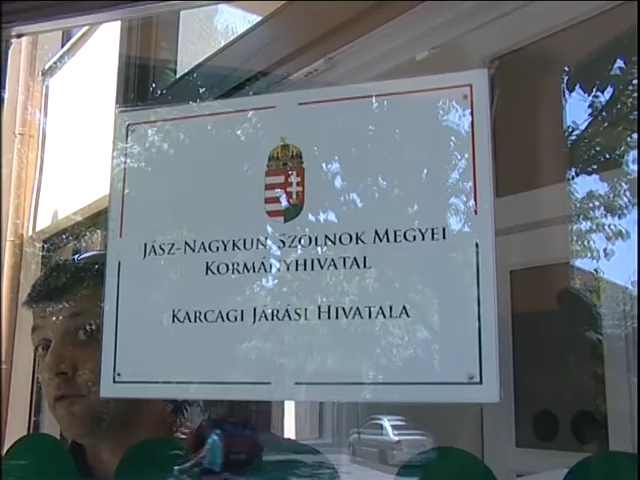 JÁSZ-NAGYKUN-SZOLNOK MEGYEI
KORMÁNYHIVATAL
KARCAGI JÁRÁSI HIVATALA